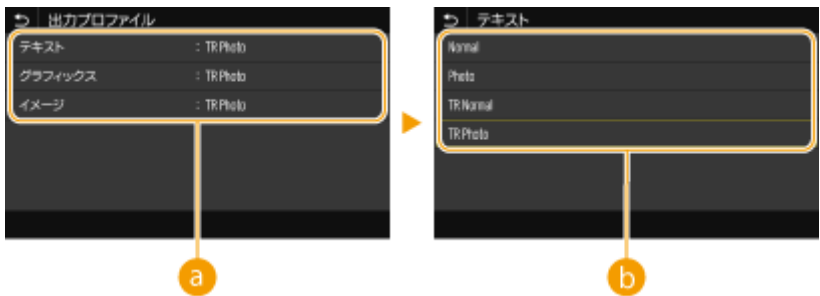 出力プロファイル
テキスト : TR Photo
グラフィックス : TR Photo
イメージ : TR Photo
a
テキスト
Normal
Photo
TR Normal
TR Photo
b